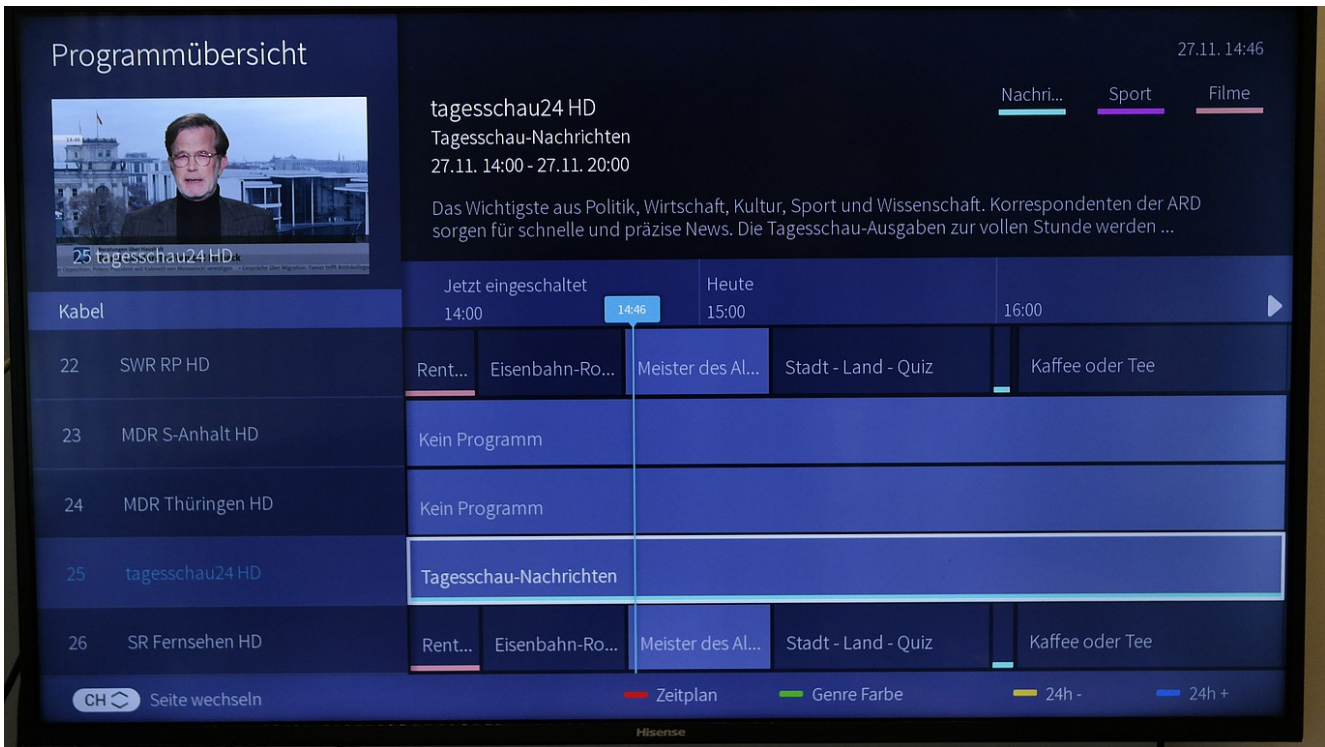 Programmübersicht
27.11. 14:46
Nachri... Sport Filme
tagesschau24 HD
Tagesschau-Nachrichten
27.11. 14:00 - 27.11. 20:00
Das Wichtigste aus Politik, Wirtschaft, Kultur, Sport und Wissenschaft. Korrespondenten der ARD
sorgen für schnelle und präzise News. Die Tagesschau-Ausgaben zur vollen Stunde werden ...
14:46
Beratungen über Haushalt
25 tagesschau24 HD
Jetzt eingeschaltet Heute
Kabel 14:00 14:46 15:00 16:00
22 SWR RP HD Rent... Eisenbahn-Ro... Meister des Al... Stadt - Land - Quiz Kaffee oder Tee
23 MDR S-Anhalt HD Kein Programm
24 MDR Thüringen HD Kein Programm
25 tagesschau24 HD Tagesschau-Nachrichten
26 SR Fernsehen HD Rent... Eisenbahn-Ro... Meister des Al... Stadt - Land - Quiz Kaffee oder Tee
CH Seite wechseln Zeitplan Genre Farbe 24h - 24h +
Hisense